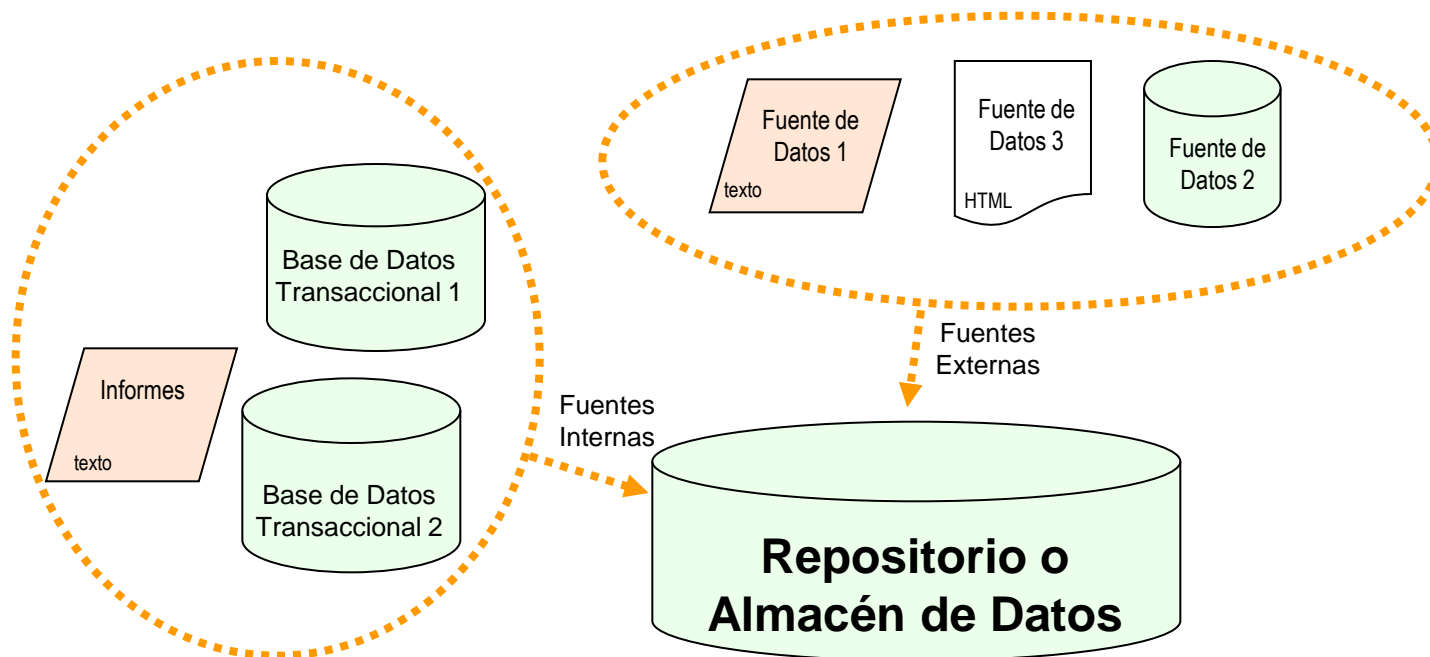 Fuente de
Datos 1
texto
Fuente de
Datos 3
HTML
Fuente de
Datos 2
Base de Datos
Transaccional 1
Informes
texto
Base de Datos
Transaccional 2
Fuentes
Externas
Fuentes
Internas
Repositorio o
Almacén de Datos